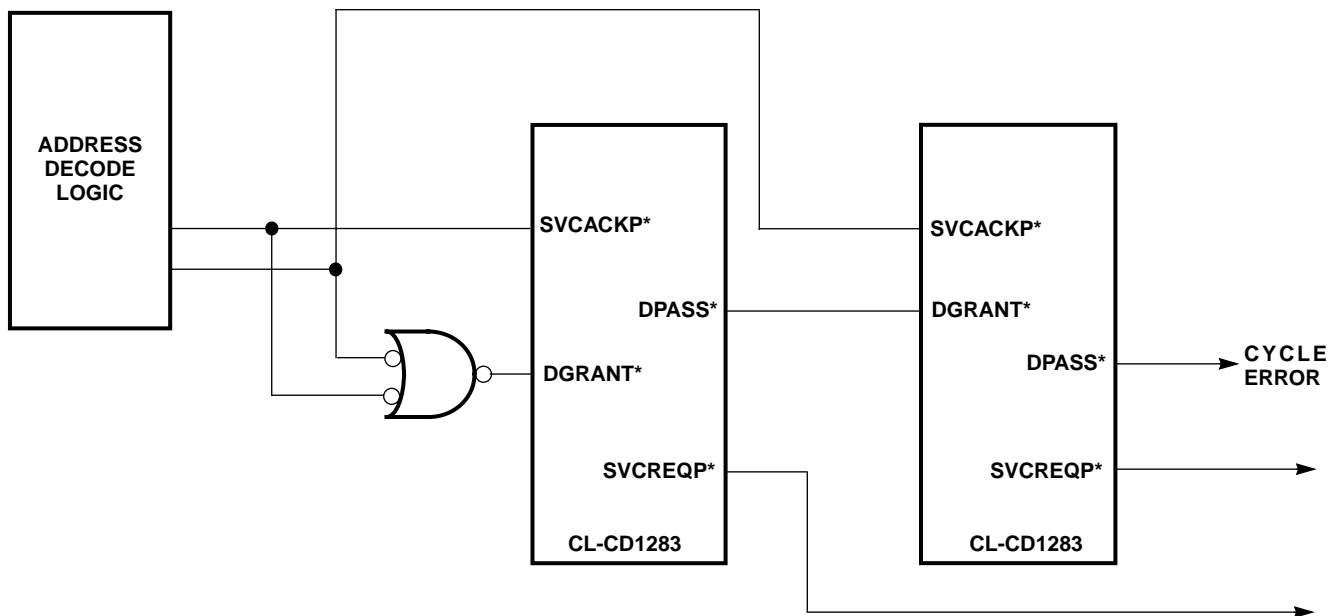 ADDRESS
DECODE
LOGIC
SVCACKP*
DPASS*
DGRANT*
SVCREQP*
CL-CD1283
SVCACKP*
DGRANT*
DPASS*
SVCREQP*
CL-CD1283
CYCLE
ERROR